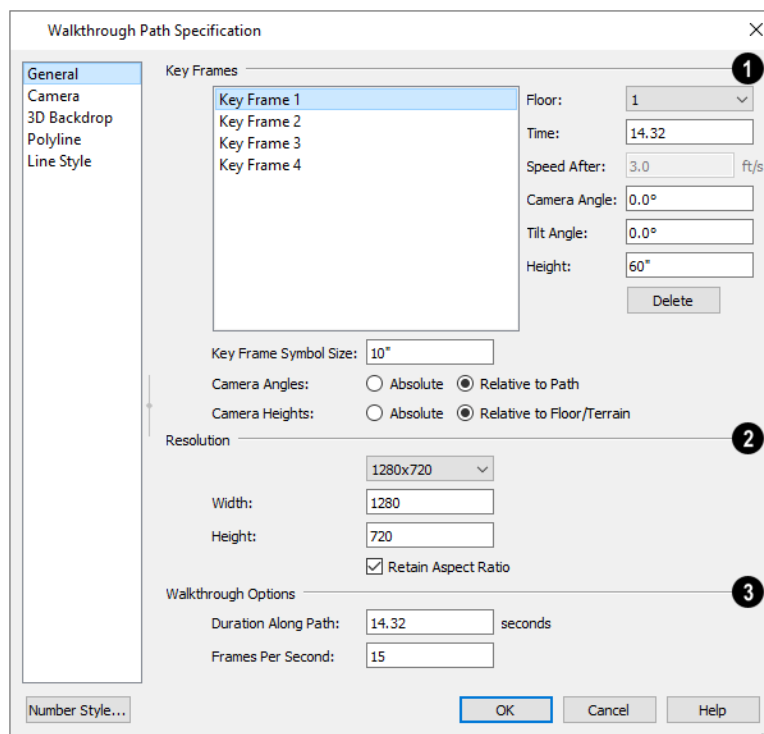 Walkthrough Path Specification
General
Camera
3D Backdrop
Polyline
Line Style
Key Frames
1
Key Frame 1
Key Frame 2
Key Frame 3
Key Frame 4
Floor: 1
Time: 14.32
Speed After: 3.0 ft/s
Camera Angle: 0.0°
Tilt Angle: 0.0°
Height: 60"
Delete
Key Frame Symbol Size: 10"
Camera Angles: Absolute Relative to Path
Camera Heights: Absolute Relative to Floor/Terrain
Resolution
2
1280x720
Width: 1280
Height: 720
Retain Aspect Ratio
Walkthrough Options
3
Duration Along Path: 14.32 seconds
Frames Per Second: 15
Number Style... OK Cancel Help